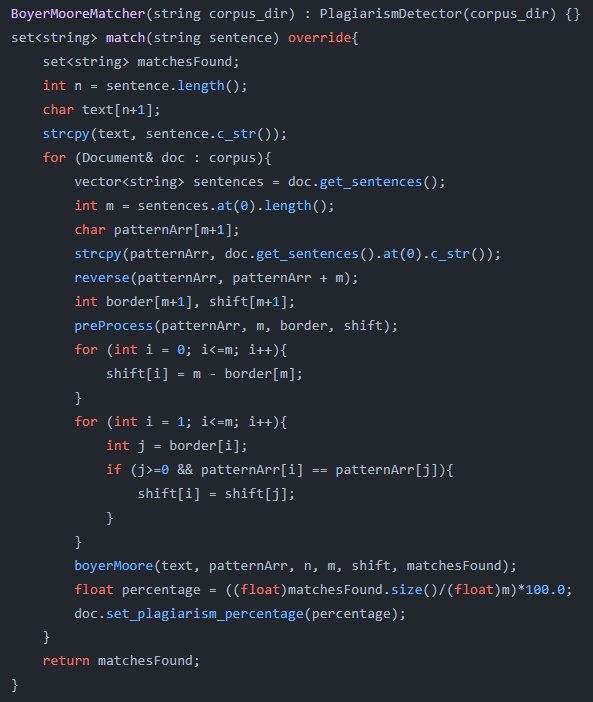 BoyerMooreMatcher(string corpus_dir) : PlagiarismDetector(corpus_dir) {}
set<string> match(string sentence) override{
    set<string> matchesFound;
    int n = sentence.length();
    char text[n+1];
    strcpy(text, sentence.c_str());
    for (Document& doc : corpus){
        vector<string> sentences = doc.get_sentences();
        int m = sentences.at(0).length();
        char patternArr[m+1];
        strcpy(patternArr, doc.get_sentences().at(0).c_str());
        reverse(patternArr, patternArr + m);
        int border[m+1], shift[m+1];
        preProcess(patternArr, m, border, shift);
        for (int i = 0; i<=m; i++){
            shift[i] = m - border[m];
        }
        for (int i = 1; i<=m; i++){
            int j = border[i];
            if (j>=0 && patternArr[i] == patternArr[j]){
                shift[i] = shift[j];
            }
        }
        boyerMoore(text, patternArr, n, m, shift, matchesFound);
        float percentage = ((float)matchesFound.size()/(float)m)*100.0;
        doc.set_plagiarism_percentage(percentage);
    }
    return matchesFound;
}